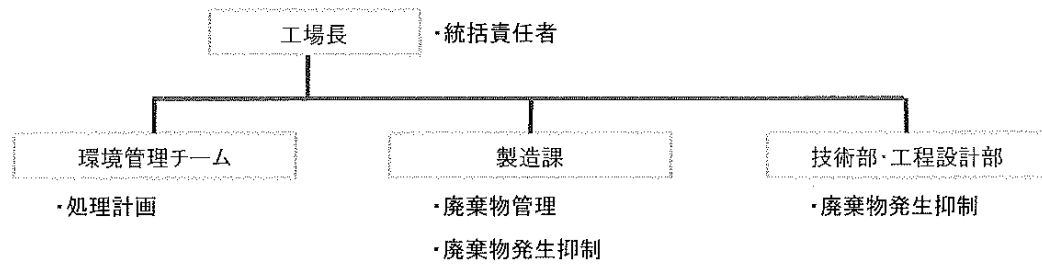 工場長
・統括責任者
環境管理チーム
製造課
技術部・工程設計部
・処理計画
・廃棄物管理
・廃棄物発生抑制
・廃棄物発生抑制